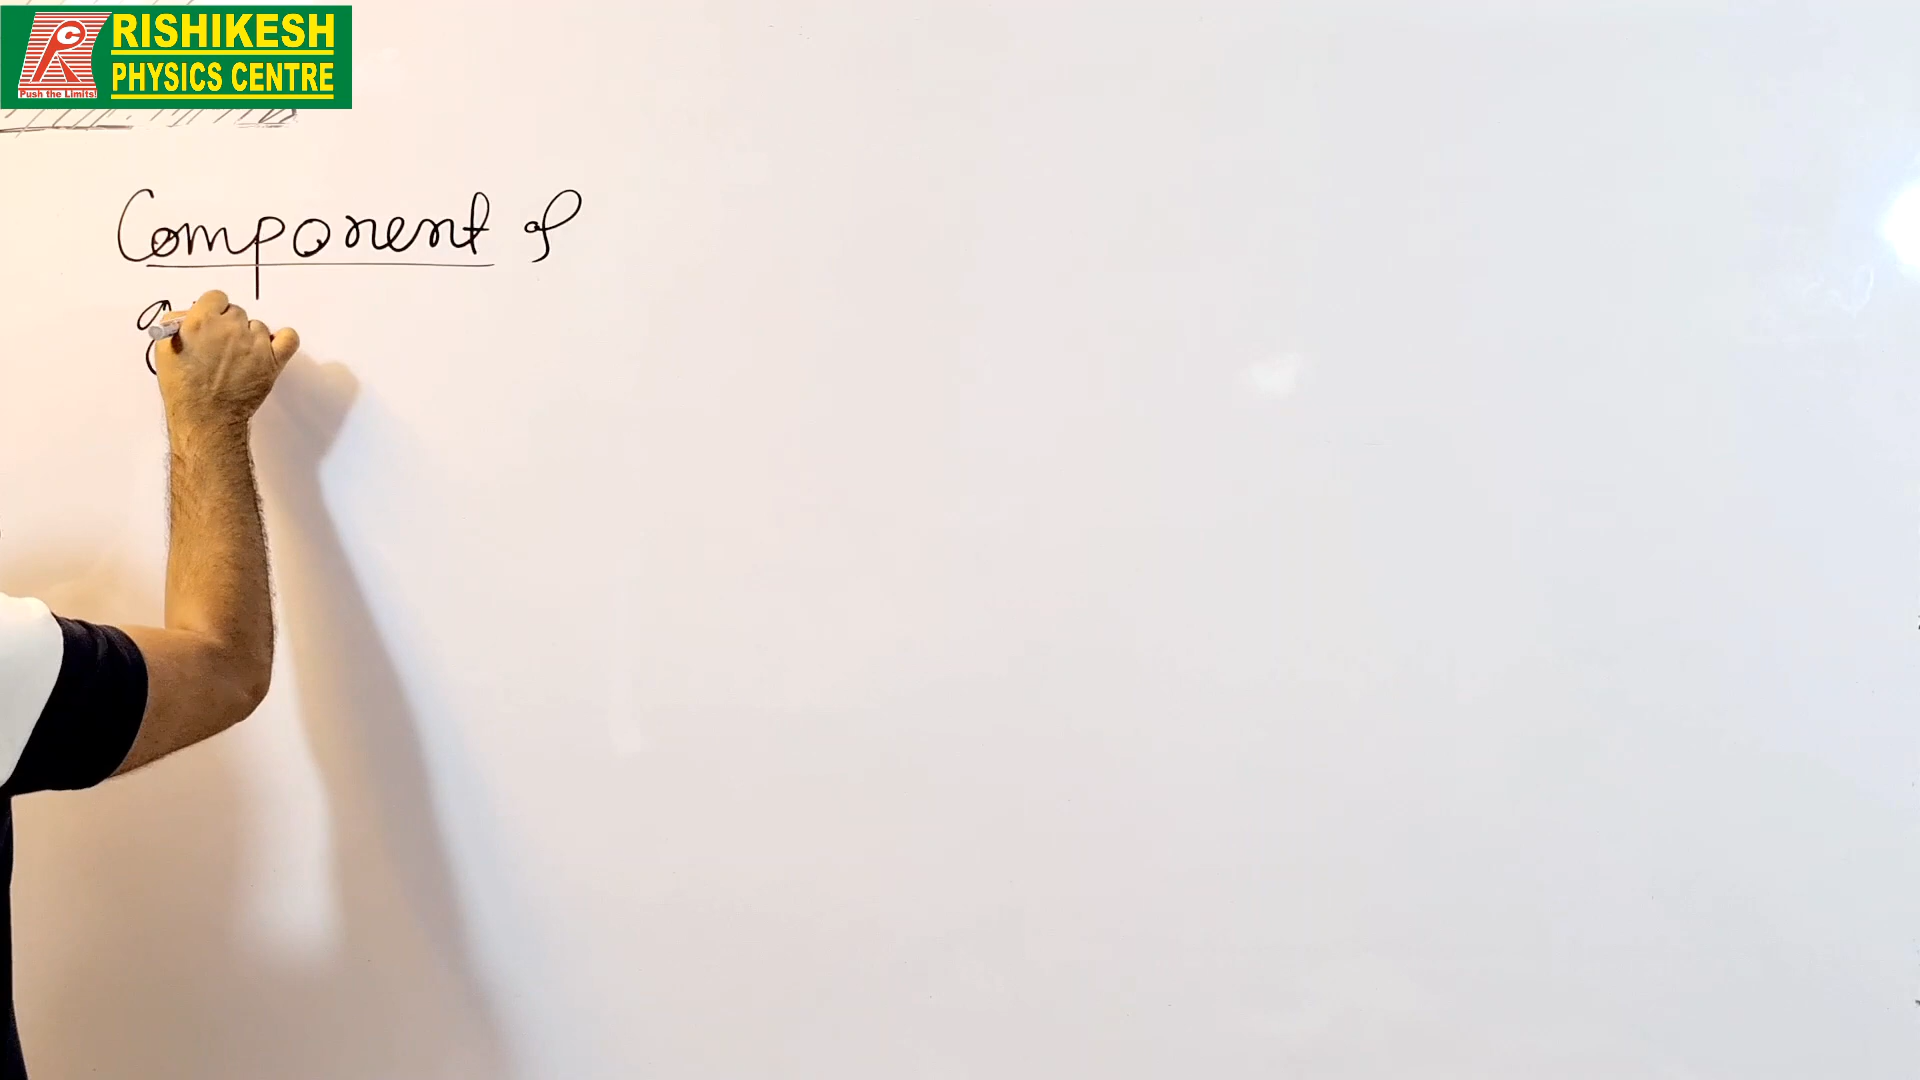 RISHIKESH
PHYSICS CENTRE
Push the Limits!
Component of